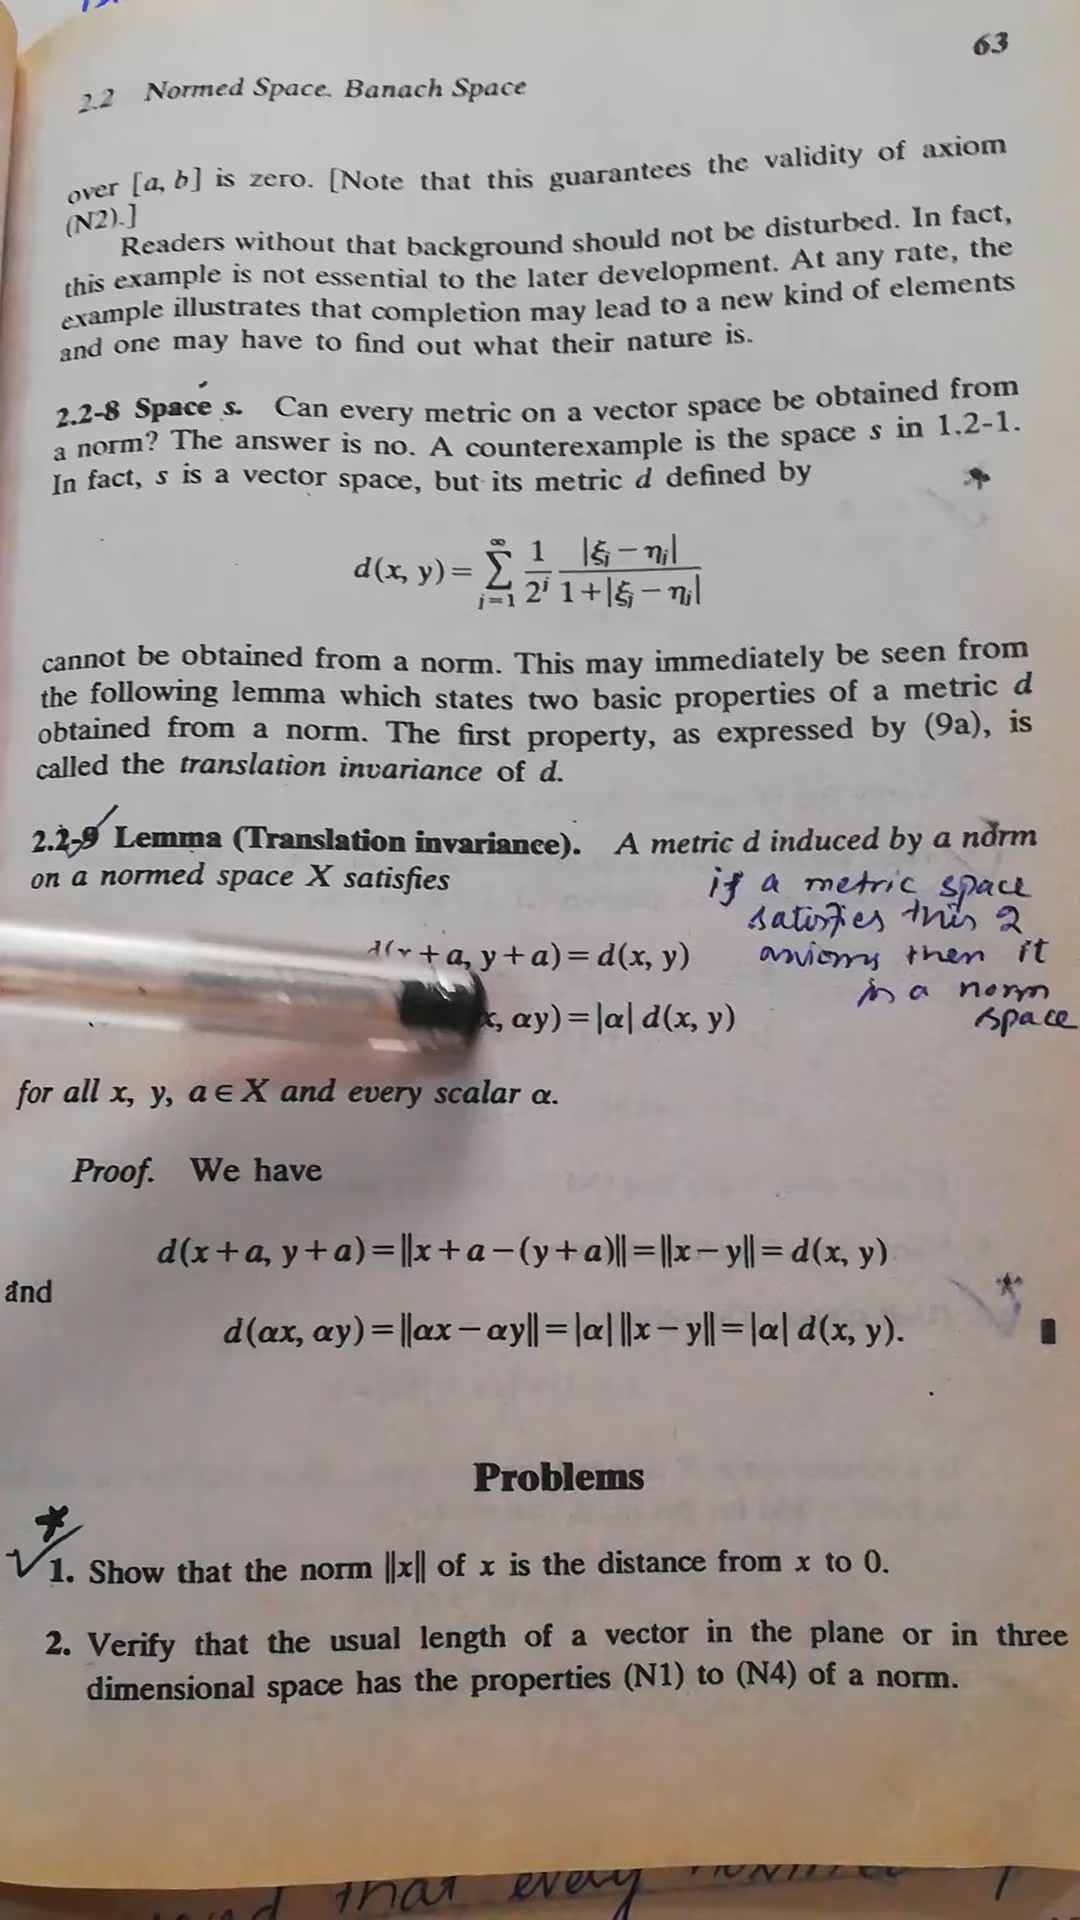 63
2.2 Normed Space. Banach Space
over [a, b] is zero. [Note that this guarantees the validity of axiom
(N2).]
Readers without that background should not be disturbed. In fact,
this example is not essential to the later development. At any rate, the
example illustrates that completion may lead to a new kind of elements
and one may have to find out what their nature is.
2.2-8 Space s. Can every metric on a vector space be obtained from
a norm? The answer is no. A counterexample is the space s in 1.2-1.
In fact, s is a vector space, but its metric d defined by
d(x, y) = ∑_{j=1}^{∞} 1/2^j |ξ_j − η_j| / (1 + |ξ_j − η_j|)
cannot be obtained from a norm. This may immediately be seen from
the following lemma which states two basic properties of a metric d
obtained from a norm. The first property, as expressed by (9a), is
called the translation invariance of d.
2.2-9 Lemma (Translation invariance). A metric d induced by a norm
on a normed space X satisfies
if a metric space
satisfies this 2
axioms then it
is a norm
space
d(x + a, y + a) = d(x, y)
x, αy) = |α| d(x, y)
for all x, y, a ∈ X and every scalar α.
Proof. We have
d(x + a, y + a) = ‖x + a − (y + a)‖ = ‖x − y‖ = d(x, y)
and
d(αx, αy) = ‖αx − αy‖ = |α| ‖x − y‖ = |α| d(x, y).
Problems
1. Show that the norm ‖x‖ of x is the distance from x to 0.
2. Verify that the usual length of a vector in the plane or in three
dimensional space has the properties (N1) to (N4) of a norm.
that every